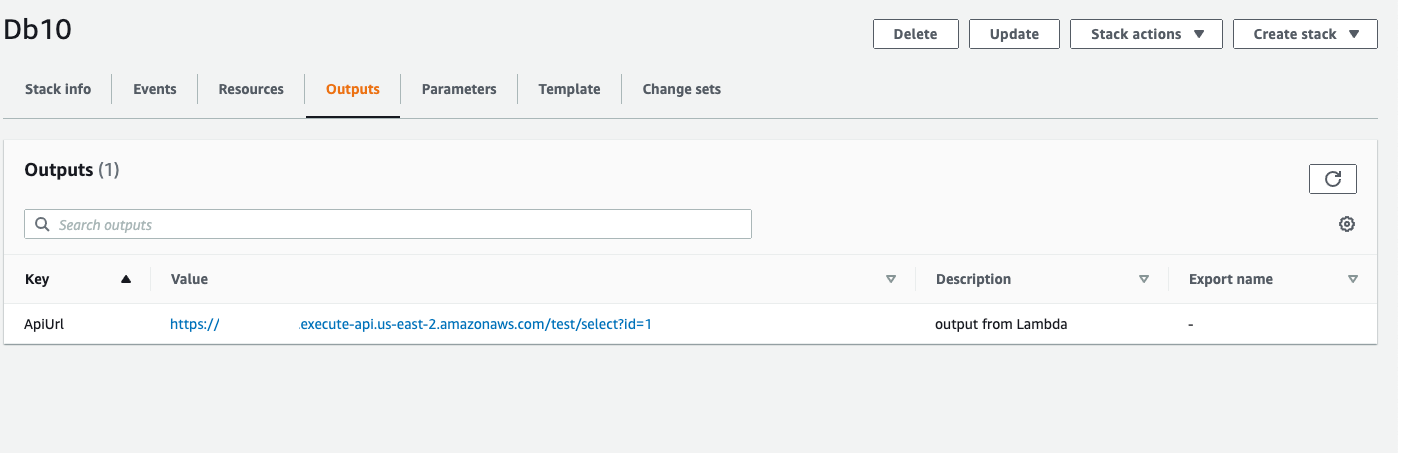 Db10
Delete Update Stack actions Create stack
Stack info Events Resources Outputs Parameters Template Change sets
Outputs (1)
Search outputs
Key Value Description Export name
ApiUrl https:// .execute-api.us-east-2.amazonaws.com/test/select?id=1 output from Lambda -